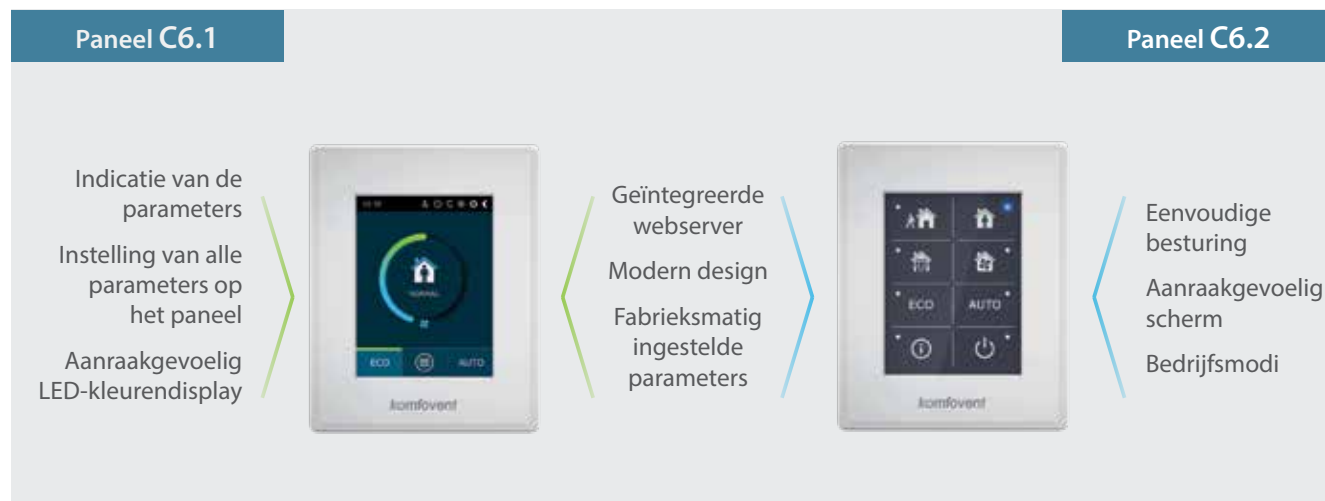 Paneel C6.1
Paneel C6.2
Indicatie van de
parameters
Instelling van alle
parameters op
het paneel
Aanraakgevoelig
LED-kleurendisplay
NORMAL
ECO
AUTO
komfovent
Geïntegreerde
webserver
Modern design
Fabrieksmatig
ingestelde
parameters
ECO
AUTO
komfovent
Eenvoudige
besturing
Aanraakgevoelig
scherm
Bedrijfsmodi